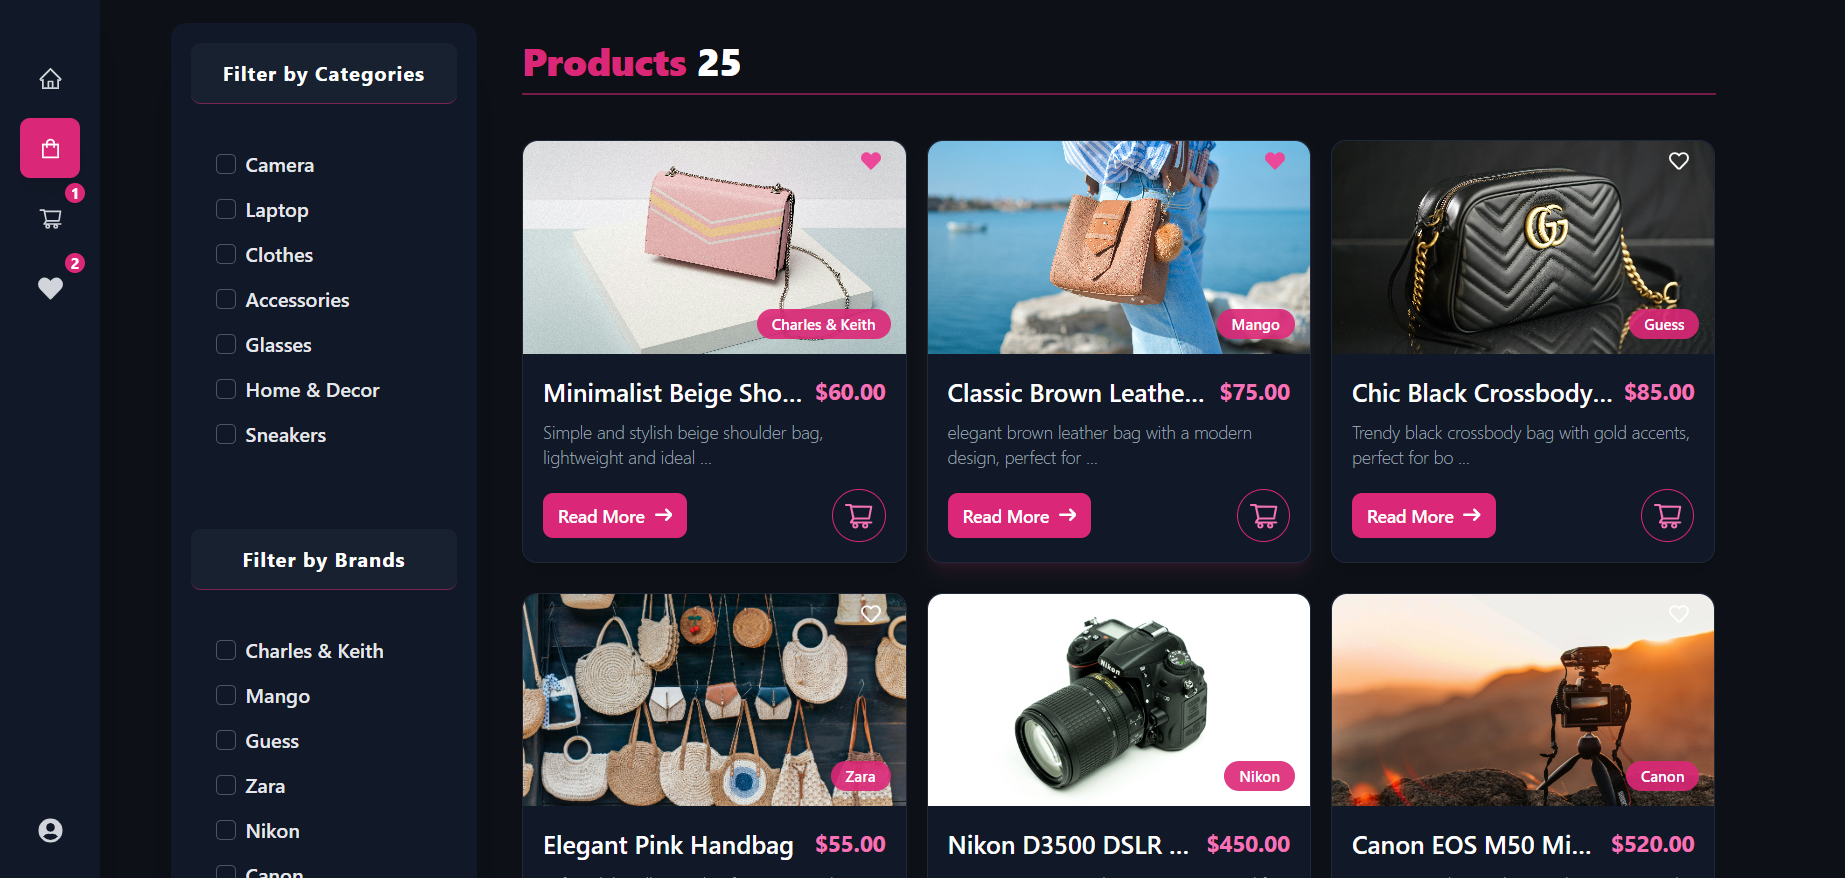 1
2
Filter by Categories
Camera
Laptop
Clothes
Accessories
Glasses
Home & Decor
Sneakers
Filter by Brands
Charles & Keith
Mango
Guess
Zara
Nikon
Canon
Products 25
Charles & Keith
Minimalist Beige Sho... $60.00
Simple and stylish beige shoulder bag,
lightweight and ideal ...
Read More
Mango
Classic Brown Leathe... $75.00
elegant brown leather bag with a modern
design, perfect for ...
Read More
GG
Guess
Chic Black Crossbody... $85.00
Trendy black crossbody bag with gold accents,
perfect for bo ...
Read More
Zara
Elegant Pink Handbag $55.00
Nikon
Nikon
Nikon D3500 DSLR ... $450.00
Canon
Canon EOS M50 Mi... $520.00